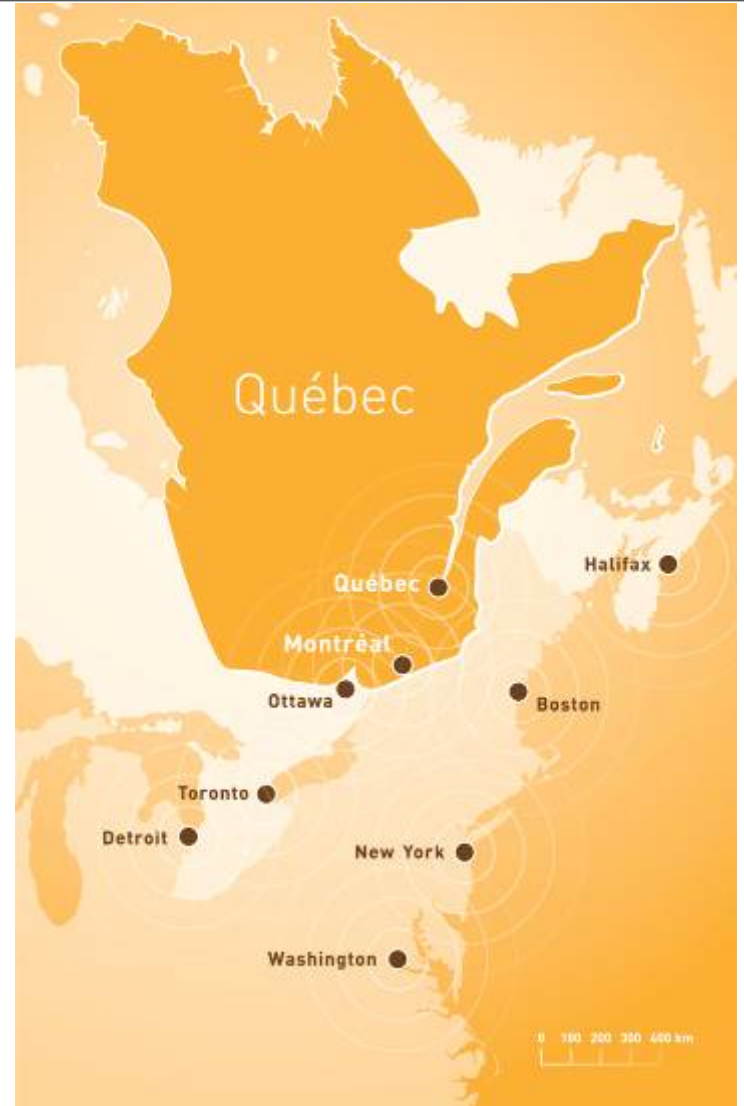 Québec
Halifax
Québec
Montréal
Ottawa
Boston
Toronto
Detroit
New York
Washington
0 100 200 300 400 km